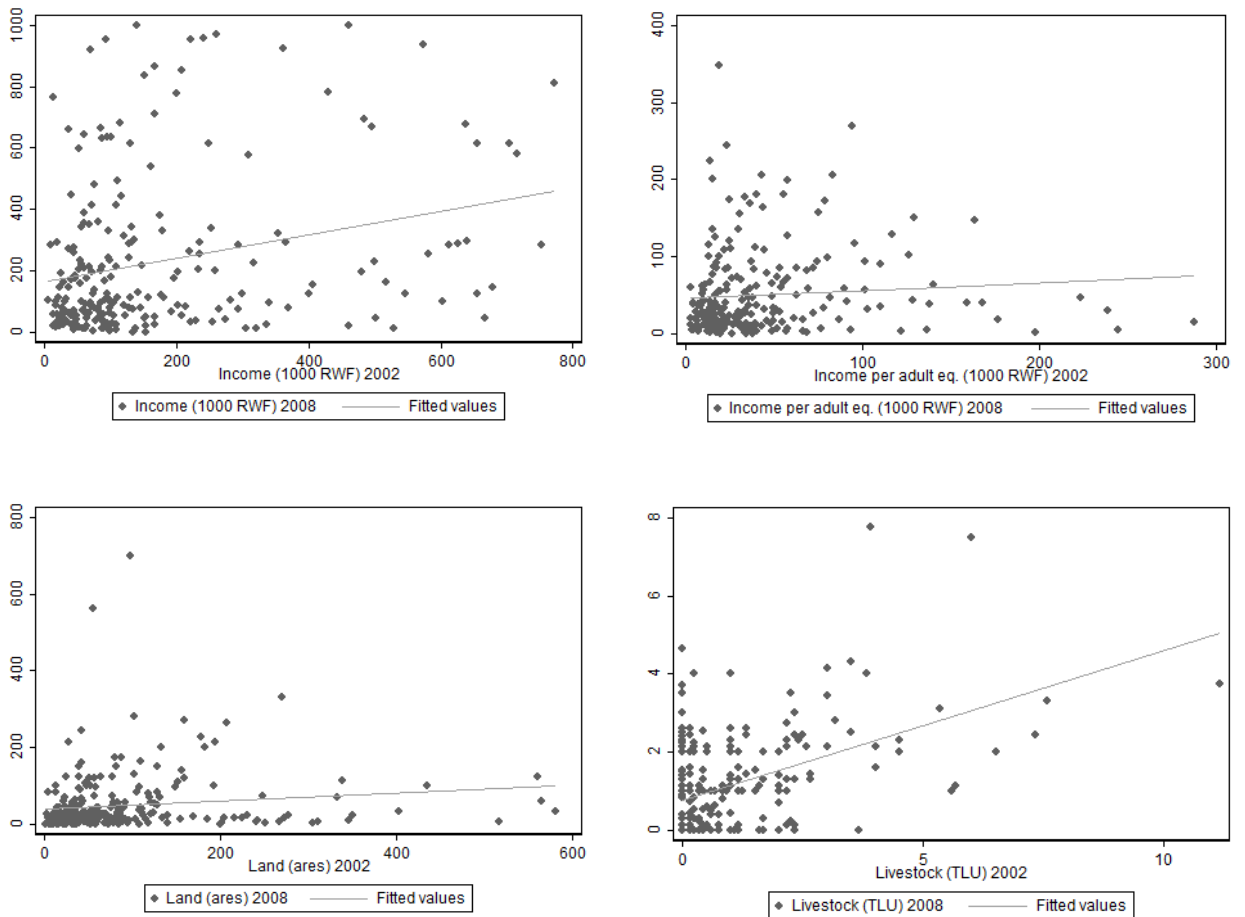 1000
800
600
400
200
0
0 200 400 600 800
Income (1000 RWF) 2002
Income (1000 RWF) 2008 Fitted values
400
300
200
100
0
0 100 200 300
Income per adult eq. (1000 RWF) 2002
Income per adult eq. (1000 RWF) 2008 Fitted values
800
600
400
200
0
0 200 400 600
Land (ares) 2002
Land (ares) 2008 Fitted values
8
6
4
2
0
0 5 10
Livestock (TLU) 2002
Livestock (TLU) 2008 Fitted values